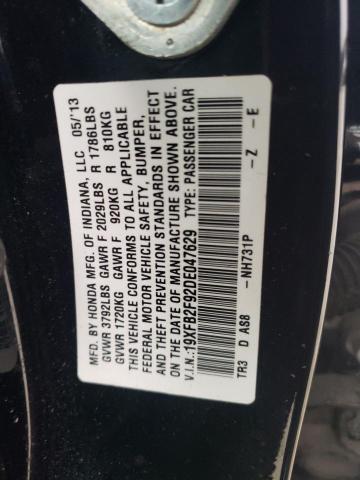 MFD. BY HONDA MFG. OF INDIANA, LLC 05/'13
GVWR 3792LBS GAWR F 2029LBS R 1786LBS
GVWR 1720KG GAWR F 920KG R 810KG
THIS VEHICLE CONFORMS TO ALL APPLICABLE
FEDERAL MOTOR VEHICLE SAFETY, BUMPER,
AND THEFT PREVENTION STANDARDS IN EFFECT
ON THE DATE OF MANUFACTURE SHOWN ABOVE.
V.I.N.:19XFB2F92DE047629 TYPE: PASSENGER CAR
TR3 D A88 -NH731P -Z -E